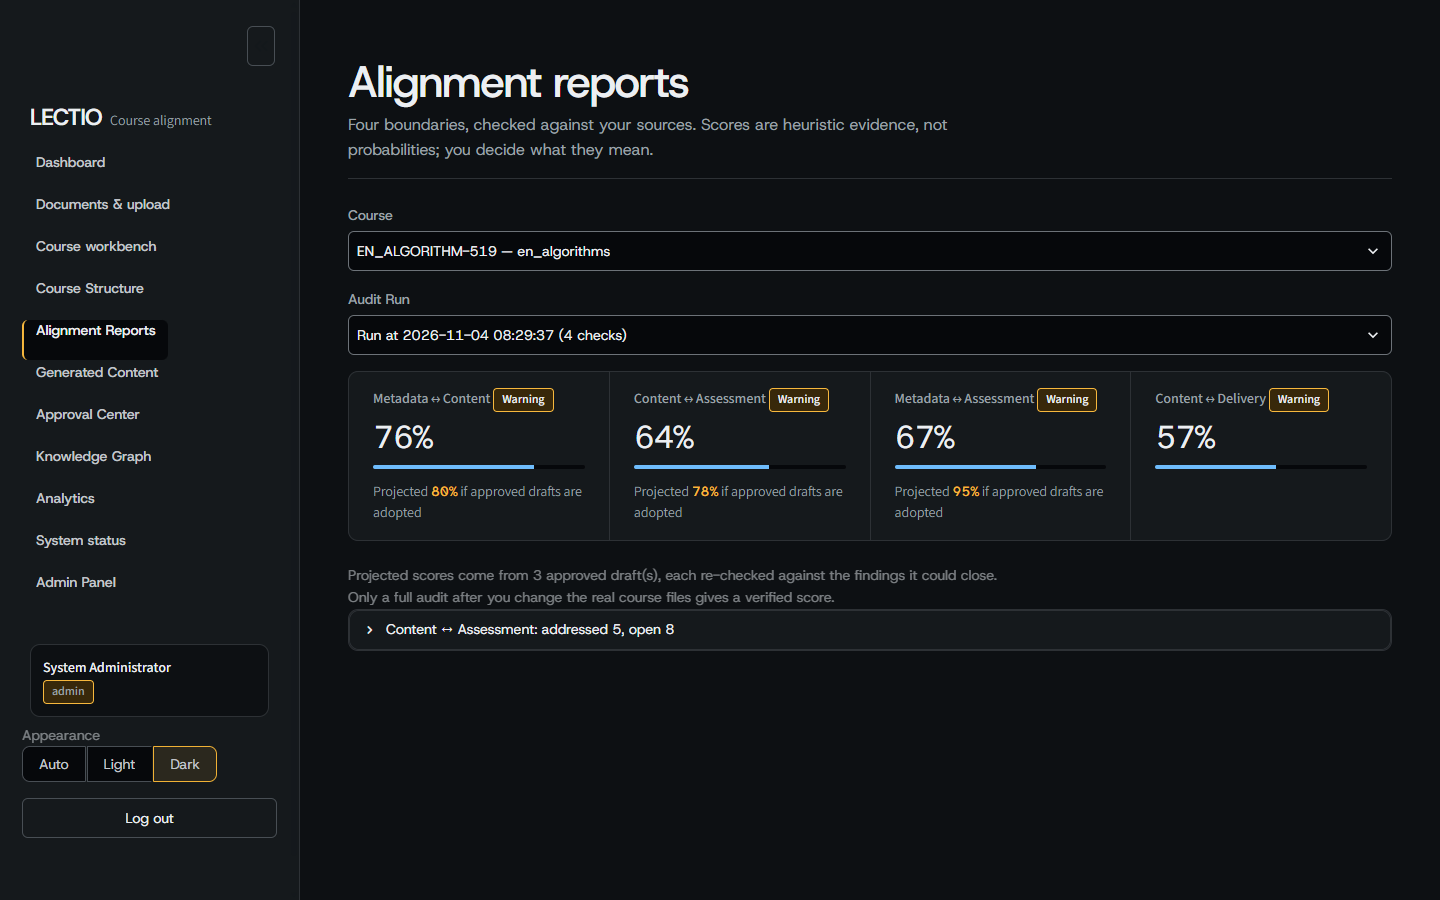 LECTIO Course alignment
Dashboard
Documents & upload
Course workbench
Course Structure
Alignment Reports
Generated Content
Approval Center
Knowledge Graph
Analytics
System status
Admin Panel
System Administrator
admin
Appearance
Auto Light Dark
Log out
Alignment reports
Four boundaries, checked against your sources. Scores are heuristic evidence, not
probabilities; you decide what they mean.
Course
EN_ALGORITHM-519 — en_algorithms
Audit Run
Run at 2026-11-04 08:29:37 (4 checks)
Metadata ↔ Content Warning
76%
Projected 80% if approved drafts are
adopted
Content ↔ Assessment Warning
64%
Projected 78% if approved drafts are
adopted
Metadata ↔ Assessment Warning
67%
Projected 95% if approved drafts are
adopted
Content ↔ Delivery Warning
57%
Projected scores come from 3 approved draft(s), each re-checked against the findings it could close.
Only a full audit after you change the real course files gives a verified score.
Content ↔ Assessment: addressed 5, open 8